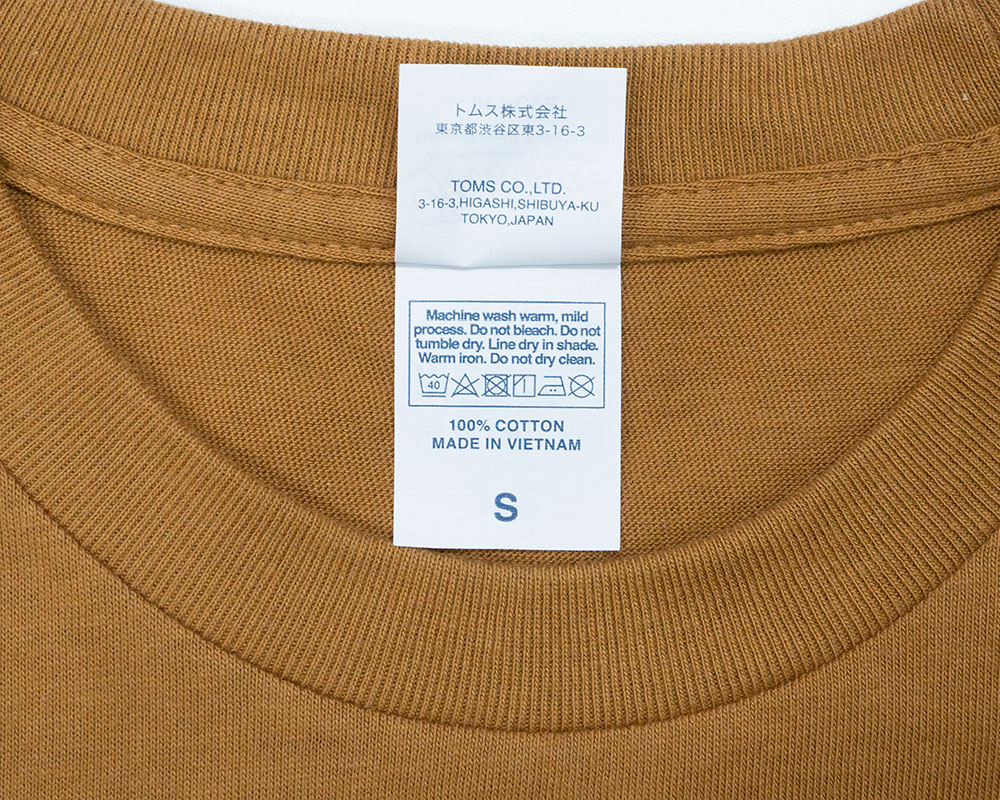 トムス株式会社
東京都渋谷区東3-16-3
TOMS CO.,LTD.
3-16-3,HIGASHI,SHIBUYA-KU
TOKYO,JAPAN
Machine wash warm, mild
process. Do not bleach. Do not
tumble dry. Line dry in shade.
Warm iron. Do not dry clean.
40
100% COTTON
MADE IN VIETNAM
S